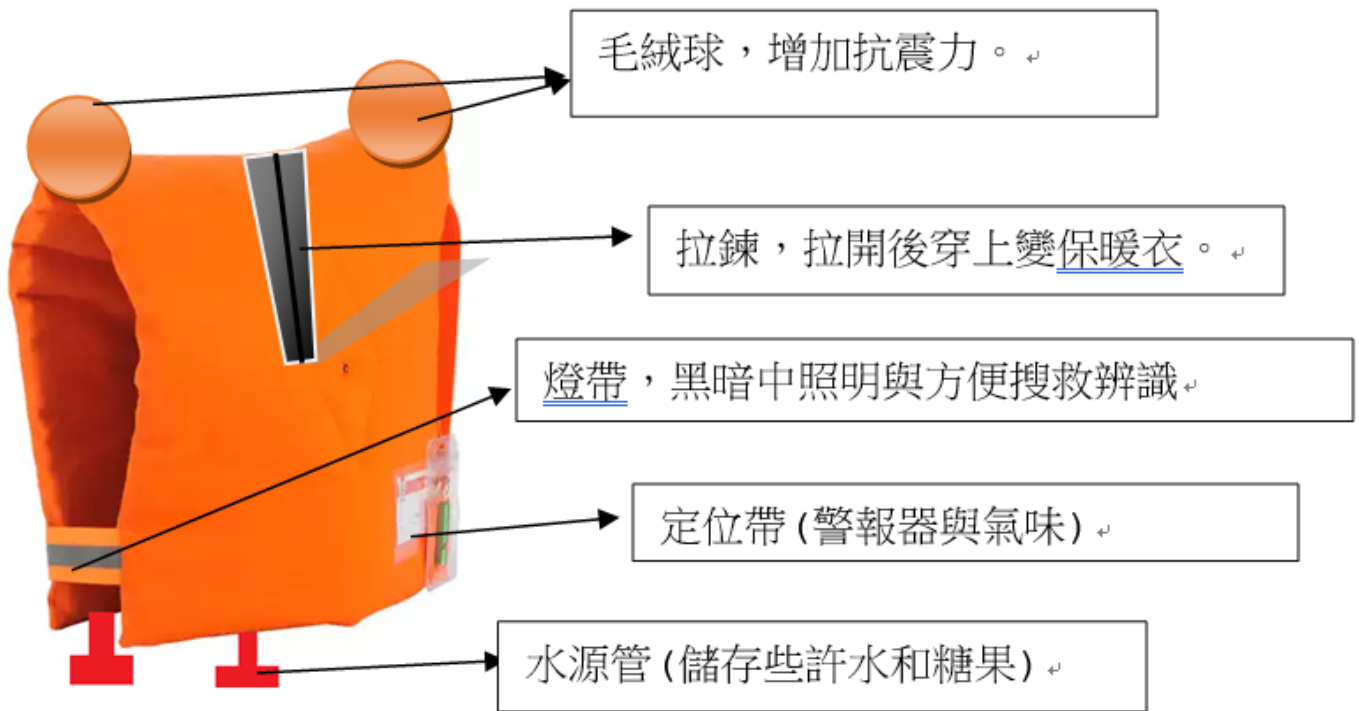 毛絨球，增加抗震力。
拉鍊，拉開後穿上變保暖衣。
燈帶，黑暗中照明與方便搜救辨識
定位帶(警報器與氣味)
水源管(儲存些許水和糖果)